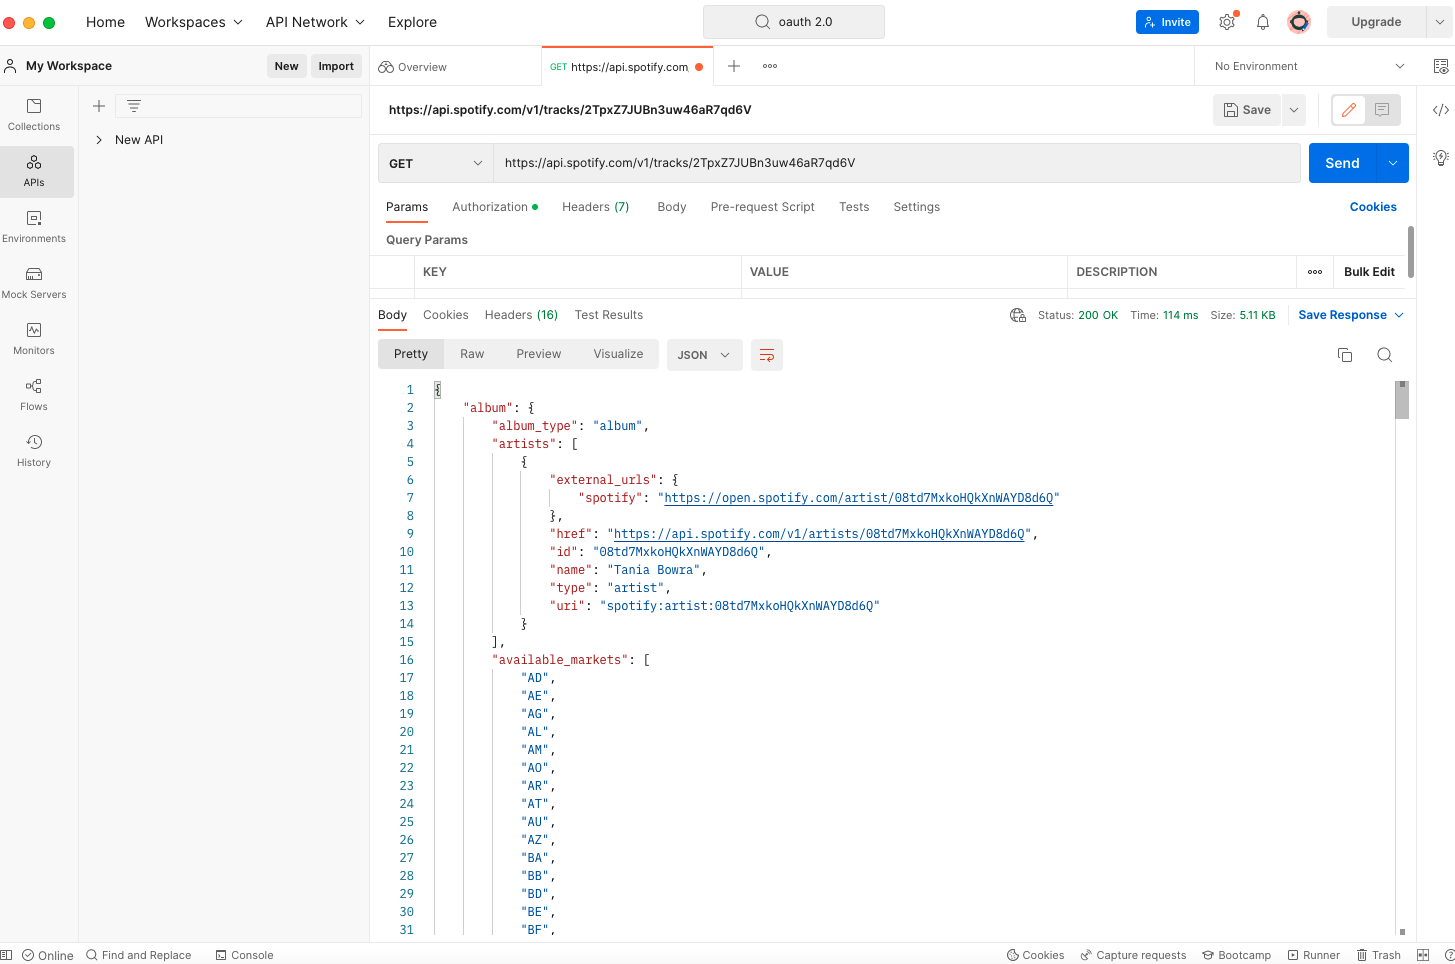 Home Workspaces API Network Explore oauth 2.0 Invite Upgrade
My Workspace New Import Overview GET https://api.spotify.com No Environment
Collections
New API
APIs
Environments
Mock Servers
Monitors
Flows
History
https://api.spotify.com/v1/tracks/2TpxZ7JUBn3uw46aR7qd6V Save
GET https://api.spotify.com/v1/tracks/2TpxZ7JUBn3uw46aR7qd6V Send
Params Authorization Headers (7) Body Pre-request Script Tests Settings Cookies
Query Params
KEY VALUE DESCRIPTION Bulk Edit
Body Cookies Headers (16) Test Results Status: 200 OK Time: 114 ms Size: 5.11 KB Save Response
Pretty Raw Preview Visualize JSON
1 {
2 "album": {
3 "album_type": "album",
4 "artists": [
5 {
6 "external_urls": {
7 "spotify": "https://open.spotify.com/artist/08td7MxkoHQkXnWAYD8d6Q"
8 },
9 "href": "https://api.spotify.com/v1/artists/08td7MxkoHQkXnWAYD8d6Q",
10 "id": "08td7MxkoHQkXnWAYD8d6Q",
11 "name": "Tania Bowra",
12 "type": "artist",
13 "uri": "spotify:artist:08td7MxkoHQkXnWAYD8d6Q"
14 }
15 ],
16 "available_markets": [
17 "AD",
18 "AE",
19 "AG",
20 "AL",
21 "AM",
22 "AO",
23 "AR",
24 "AT",
25 "AU",
26 "AZ",
27 "BA",
28 "BB",
29 "BD",
30 "BE",
31 "BF",
Online Find and Replace Console Cookies Capture requests Bootcamp Runner Trash